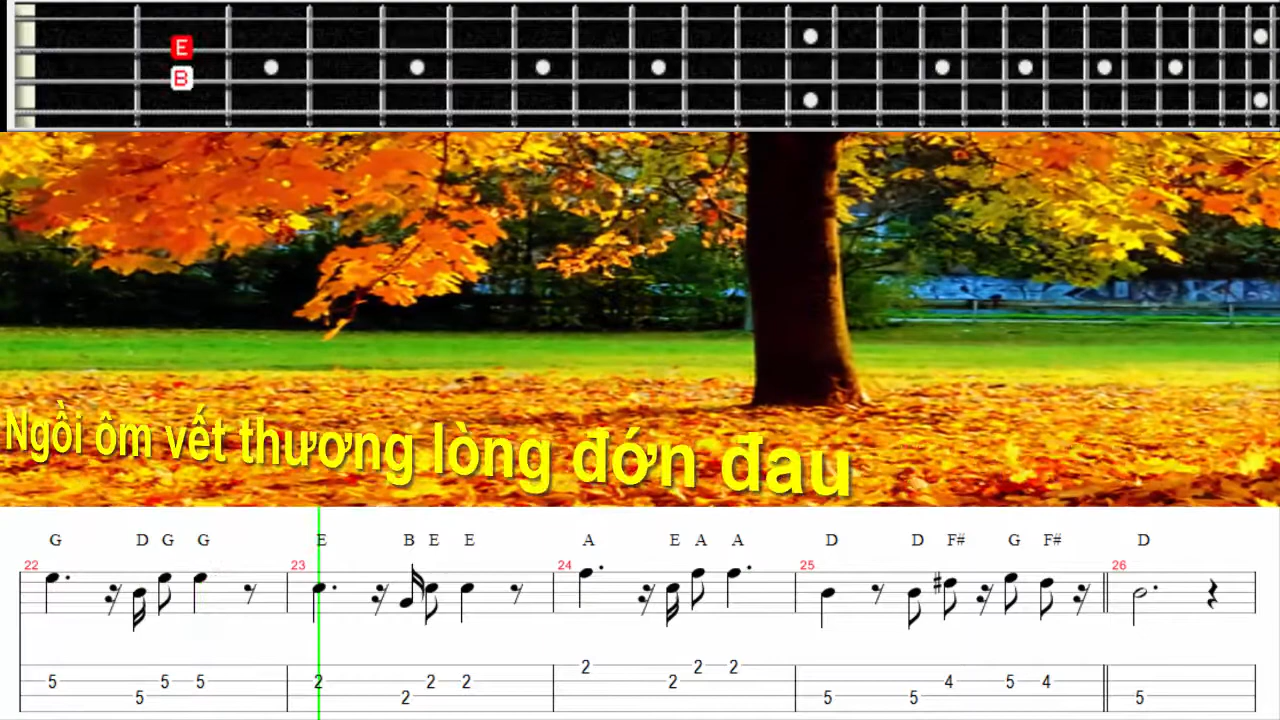 E
B
Ngồi ôm vết thương lòng đớn đau
G D G G E B E E A E A A D D F# G F# D
22 23 24 25 26
2 2 2
5 5 5 2 2 2 2 4 5 4
5 2 5 5 5